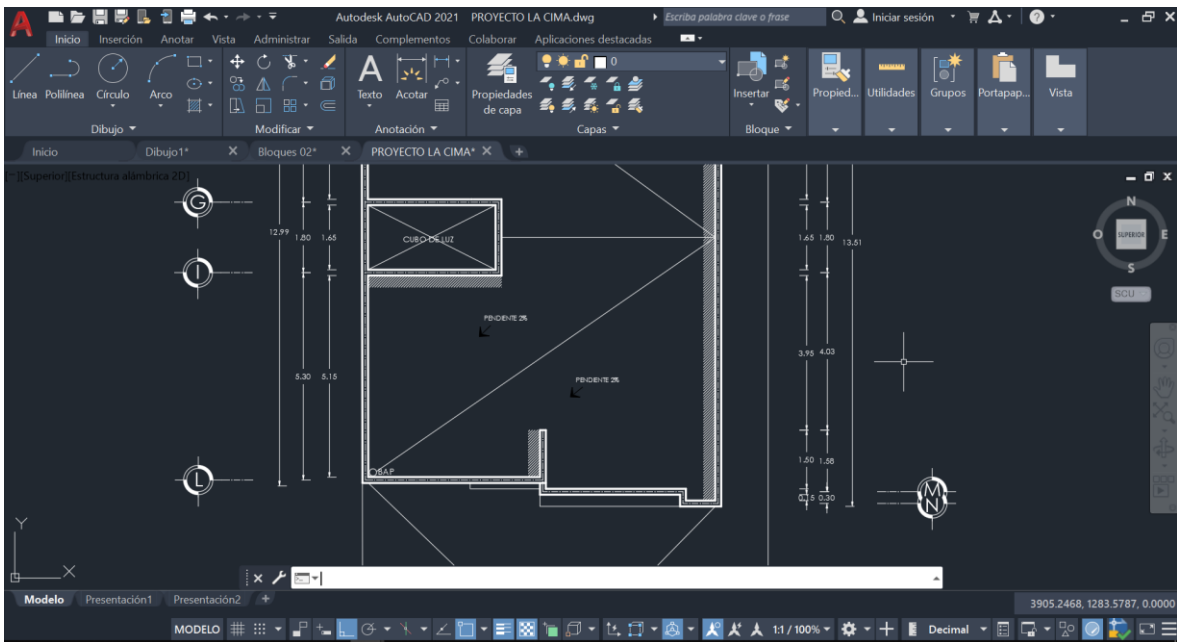 Autodesk AutoCAD 2021 PROYECTO LA CIMA.dwg Escriba palabra clave o frase Iniciar sesión
Inicio Inserción Anotar Vista Administrar Salida Complementos Colaborar Aplicaciones destacadas
0
Línea Polilínea Círculo Arco Texto Acotar Propiedades de capa Insertar Propied... Utilidades Grupos Portapap... Vista
Dibujo Modificar Anotación Capas Bloque
Inicio Dibujo1* Bloques 02* PROYECTO LA CIMA*
[−][Superior][Estructura alámbrica 2D]
N
G
12.99 1.80 1.65 CUBO DE LUZ 1.65 1.80 13.51
O SUPERIOR E
S
I
SCU
PENDIENTE 2%
3.95 4.03
5.30 5.15 PENDIENTE 2%
1.50 1.58
L BAP
0.15 0.30 M
N
Y
X
Modelo Presentación1 Presentación2
3905.2468, 1283.5787, 0.0000
MODELO 1:1 / 100% Decimal